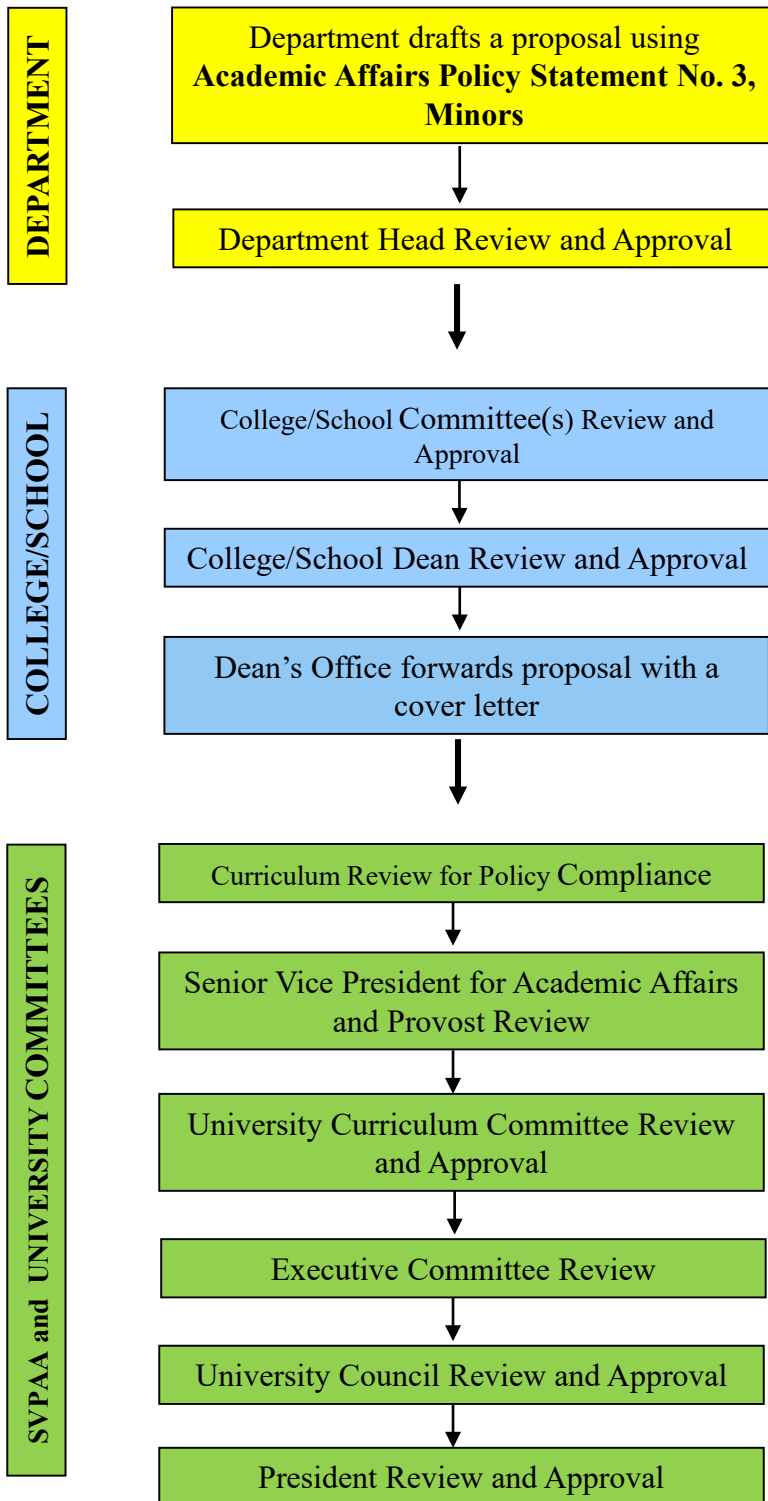 DEPARTMENT
Department drafts a proposal using
Academic Affairs Policy Statement No. 3,
Minors
Department Head Review and Approval
COLLEGE/SCHOOL
College/School Committee(s) Review and
Approval
College/School Dean Review and Approval
Dean’s Office forwards proposal with a
cover letter
SVPAA and UNIVERSITY COMMITTEES
Curriculum Review for Policy Compliance
Senior Vice President for Academic Affairs
and Provost Review
University Curriculum Committee Review
and Approval
Executive Committee Review
University Council Review and Approval
President Review and Approval